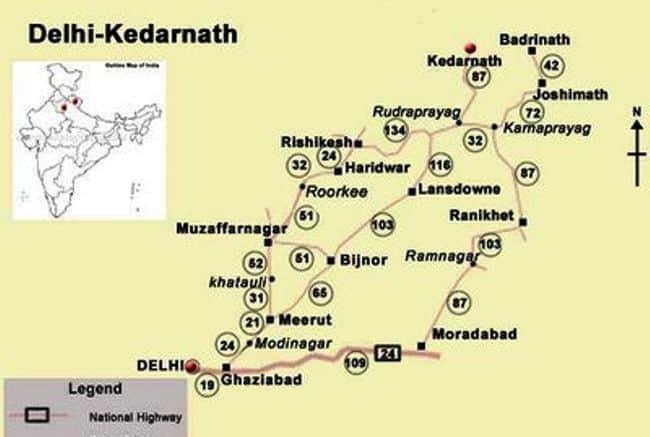 Delhi-Kedarnath
Outline Map of India
N
Badrinath
Kedarnath
42
87
Joshimath
72
Rudraprayag
Karnaprayag
134
32
Rishikesh
24
32
Haridwar
116
87
Roorkee
Lansdowne
51
103
Ranikhet
Muzaffarnagar
103
52
51
Bijnor
Ramnagar
khatauli
31
65
87
21
Meerut
24
Modinagar
Moradabad
24
109
DELHI
19
Ghaziabad
Legend
National Highway